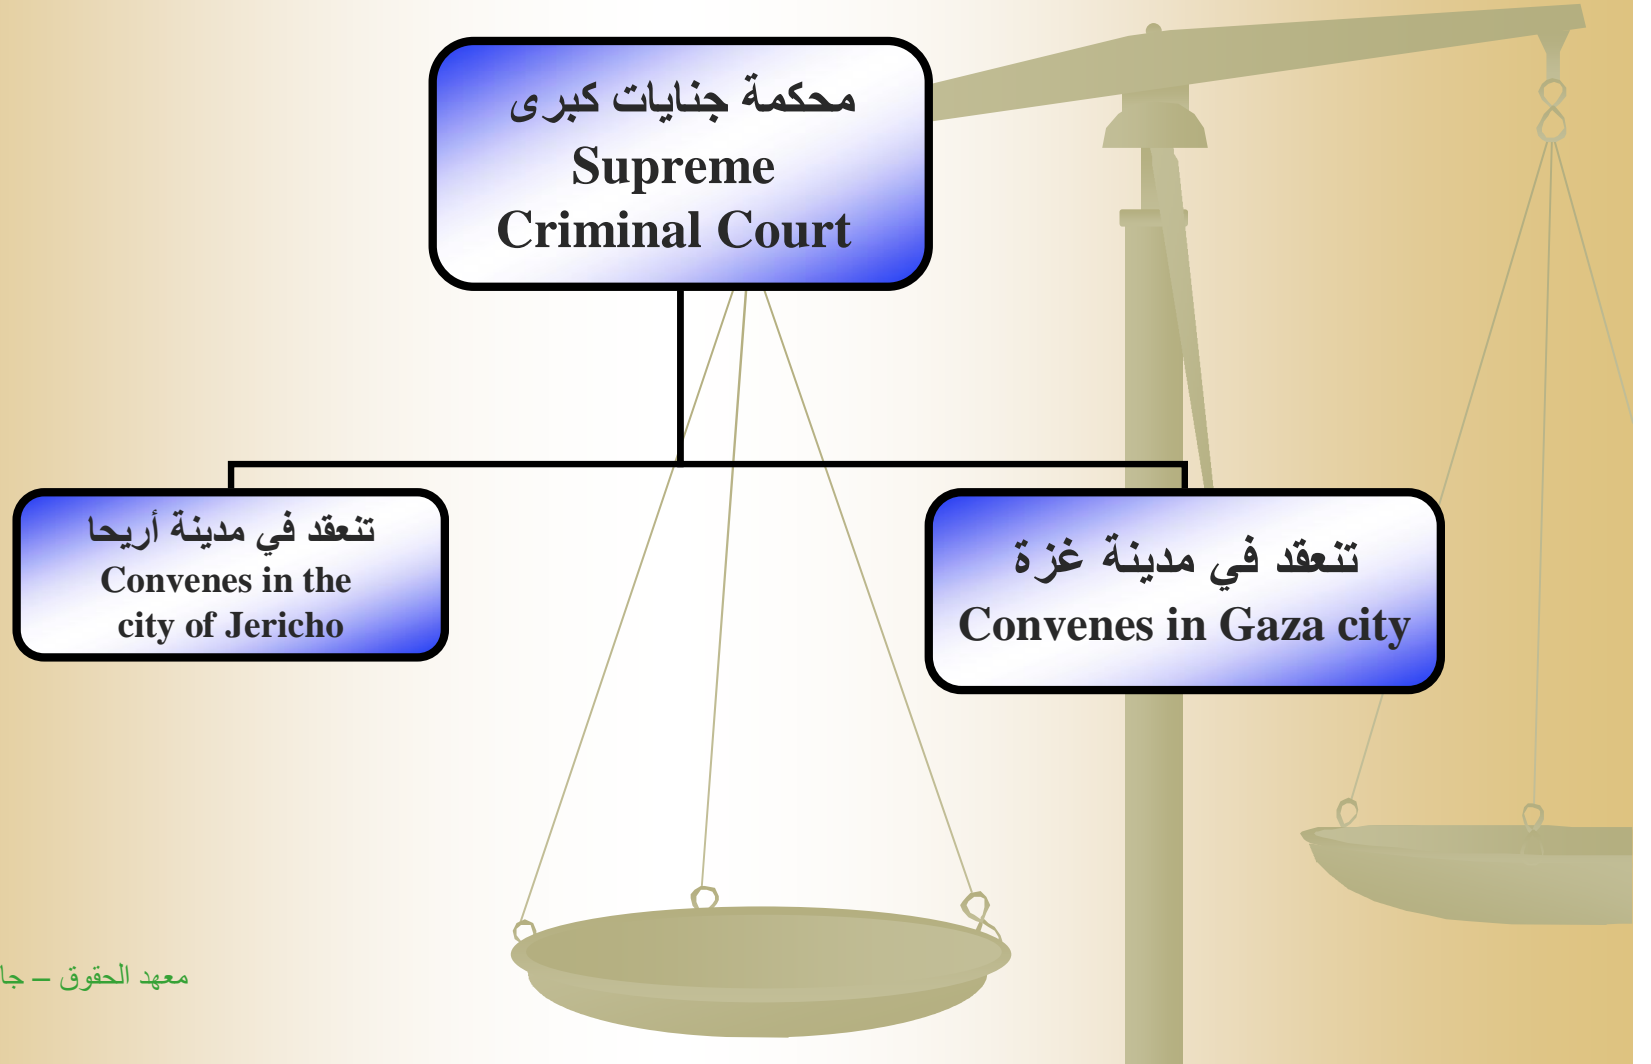 محكمة جنايات كبرى
Supreme
Criminal Court
تنعقد في مدينة أريحا
Convenes in the
city of Jericho
تنعقد في مدينة غزة
Convenes in Gaza city
معهد الحقوق –